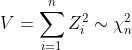 V = \sum_{i=1}^{n} Z_i^2 \sim \chi_n^2